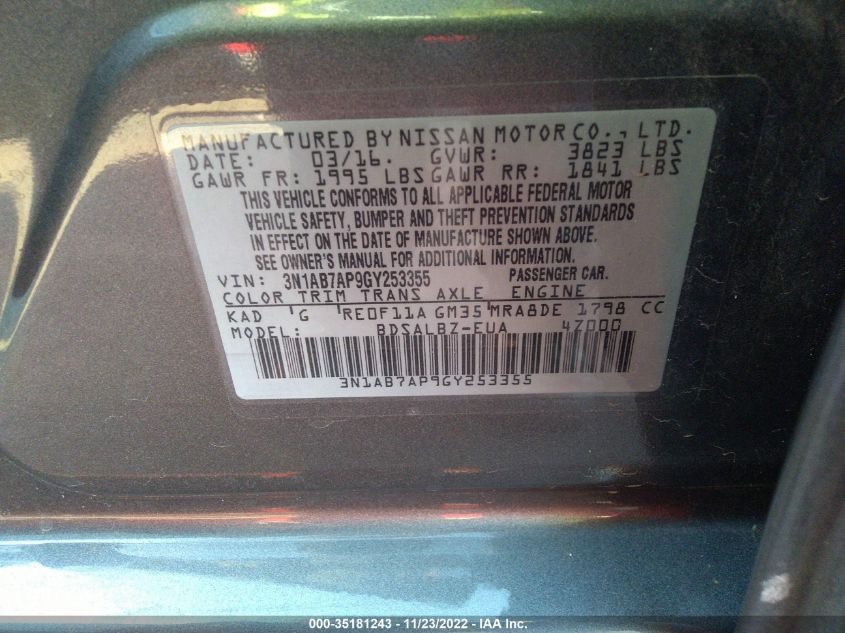 MANUFACTURED BY NISSAN MOTOR CO., LTD.
DATE: 03/16. GVWR: 3823 LBS
GAWR FR: 1995 LBS GAWR RR: 1841 LBS
THIS VEHICLE CONFORMS TO ALL APPLICABLE FEDERAL MOTOR
VEHICLE SAFETY, BUMPER AND THEFT PREVENTION STANDARDS
IN EFFECT ON THE DATE OF MANUFACTURE SHOWN ABOVE.
SEE OWNER'S MANUAL FOR ADDITIONAL INFORMATION.
VIN: 3N1AB7AP9GY253355 PASSENGER CAR.
COLOR TRIM TRANS AXLE ENGINE
KAD G RE0F11A GM35 MRA8DE 1798 CC
MODEL: BDSALBZ-EUA 4Z000
3N1AB7AP9GY253355
000-35181243 - 11/23/2022 - IAA Inc.